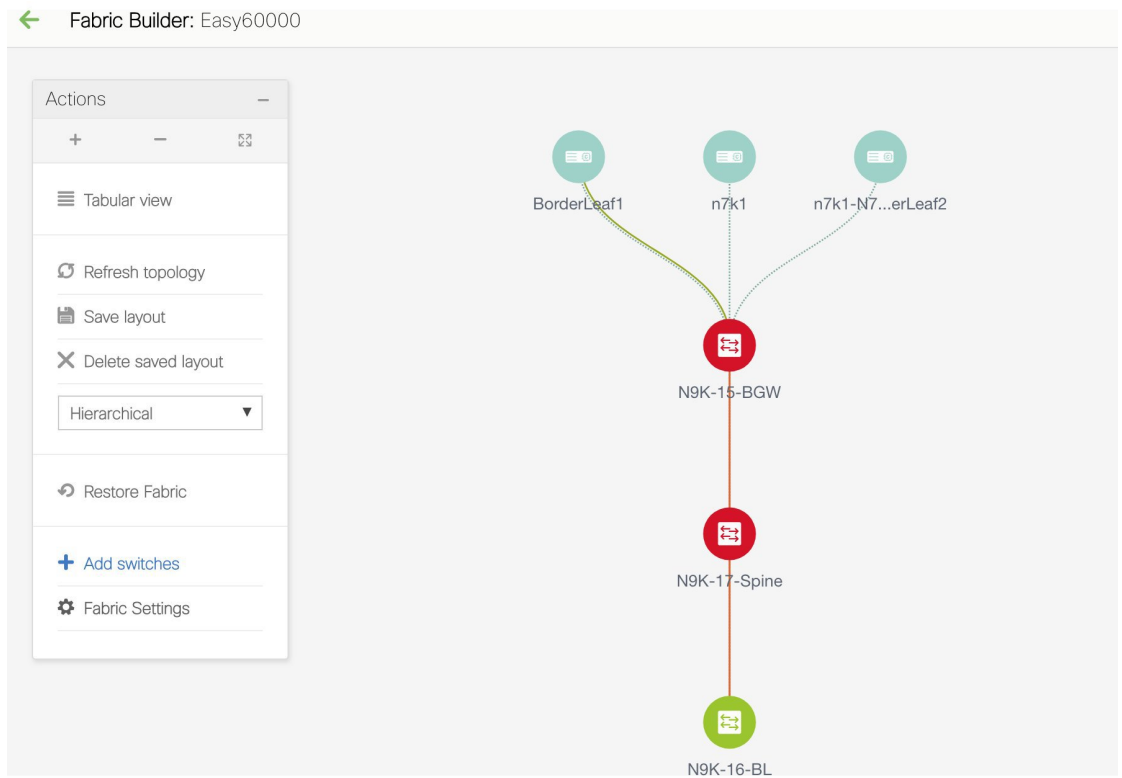 Fabric Builder: Easy60000
Actions
Tabular view
Refresh topology
Save layout
Delete saved layout
Hierarchical
Restore Fabric
Add switches
Fabric Settings
BorderLeaf1
n7k1
n7k1-N7...erLeaf2
N9K-15-BGW
N9K-17-Spine
N9K-16-BL